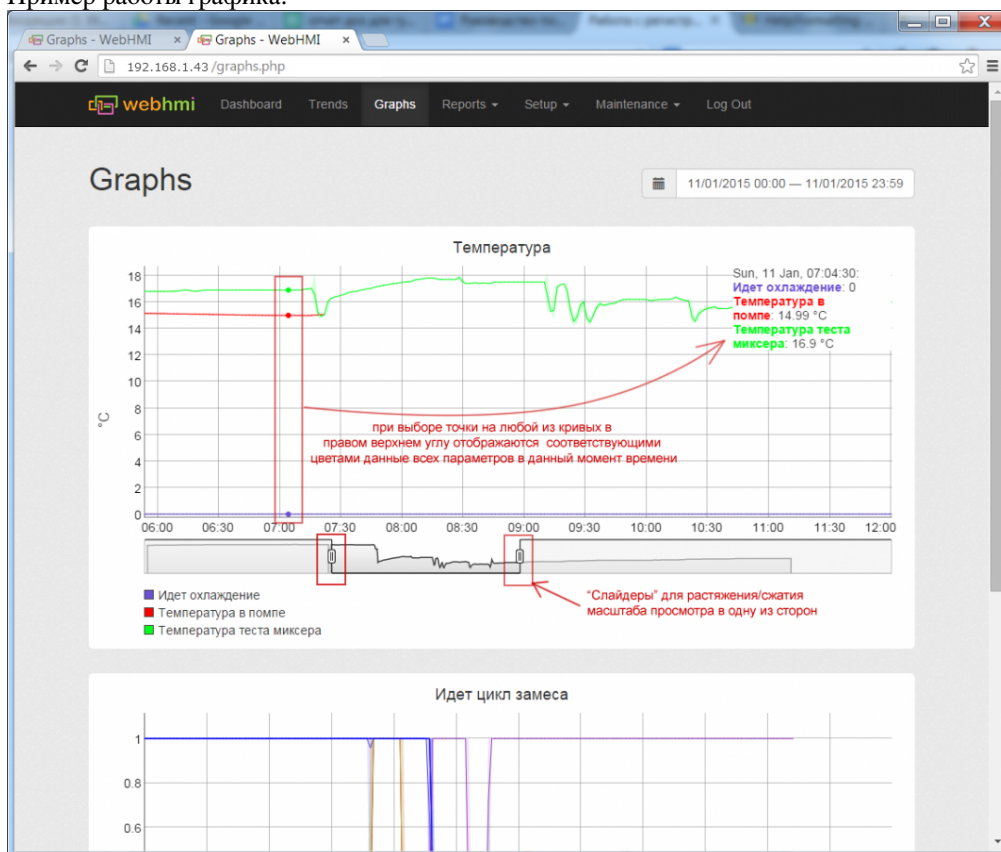 Пример работы графика:
Graphs - WebHMI × Graphs - WebHMI ×
192.168.1.43/graphs.php
webhmi Dashboard Trends Graphs Reports Setup Maintenance Log Out
Graphs
11/01/2015 00:00 — 11/01/2015 23:59
Температура
Sun, 11 Jan, 07:04:30:
Идет охлаждение: 0
Температура в
помпе: 14.99 °C
Температура теста
миксера: 16.9 °C
18
16
14
12
10
8
6
4
2
0
°C
при выборе точки на любой из кривых в
правом верхнем углу отображаются соответствующими
цветами данные всех параметров в данный момент времени
06:00 06:30 07:00 07:30 08:00 08:30 09:00 09:30 10:00 10:30 11:00 11:30 12:00
"Слайдеры" для растяжения/сжатия
масштаба просмотра в одну из сторон
Идет охлаждение
Температура в помпе
Температура теста миксера
Идет цикл замеса
1
0.8
0.6